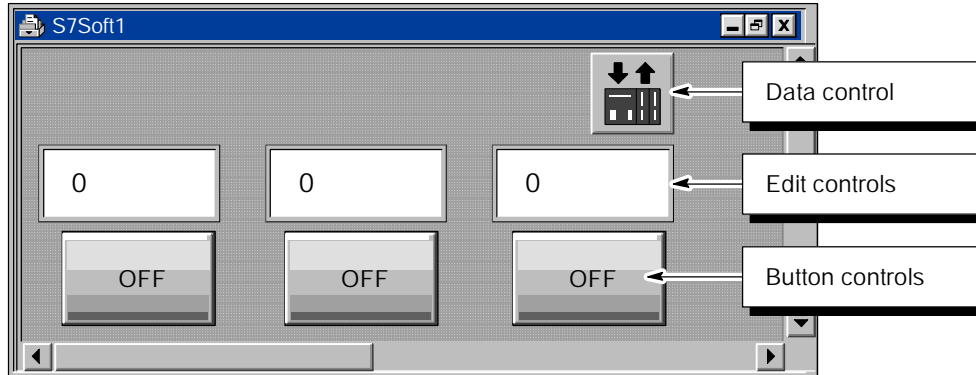 S7Soft1
Data control
0 0 0
Edit controls
OFF OFF OFF
Button controls